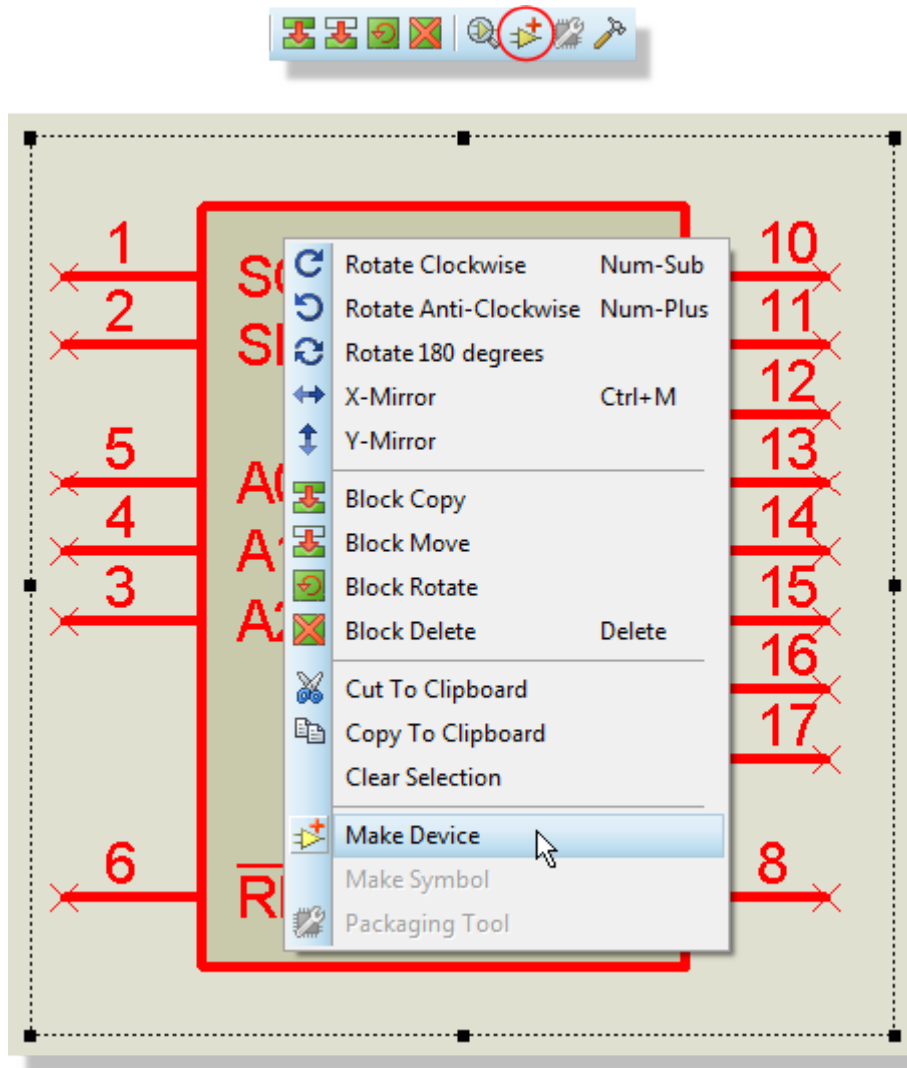 1
10
2
11
12
5
13
4
14
3
15
16
17
6
8
Rotate Clockwise Num-Sub
Rotate Anti-Clockwise Num-Plus
Rotate 180 degrees
X-Mirror Ctrl+M
Y-Mirror
Block Copy
Block Move
Block Rotate
Block Delete Delete
Cut To Clipboard
Copy To Clipboard
Clear Selection
Make Device
Make Symbol
Packaging Tool